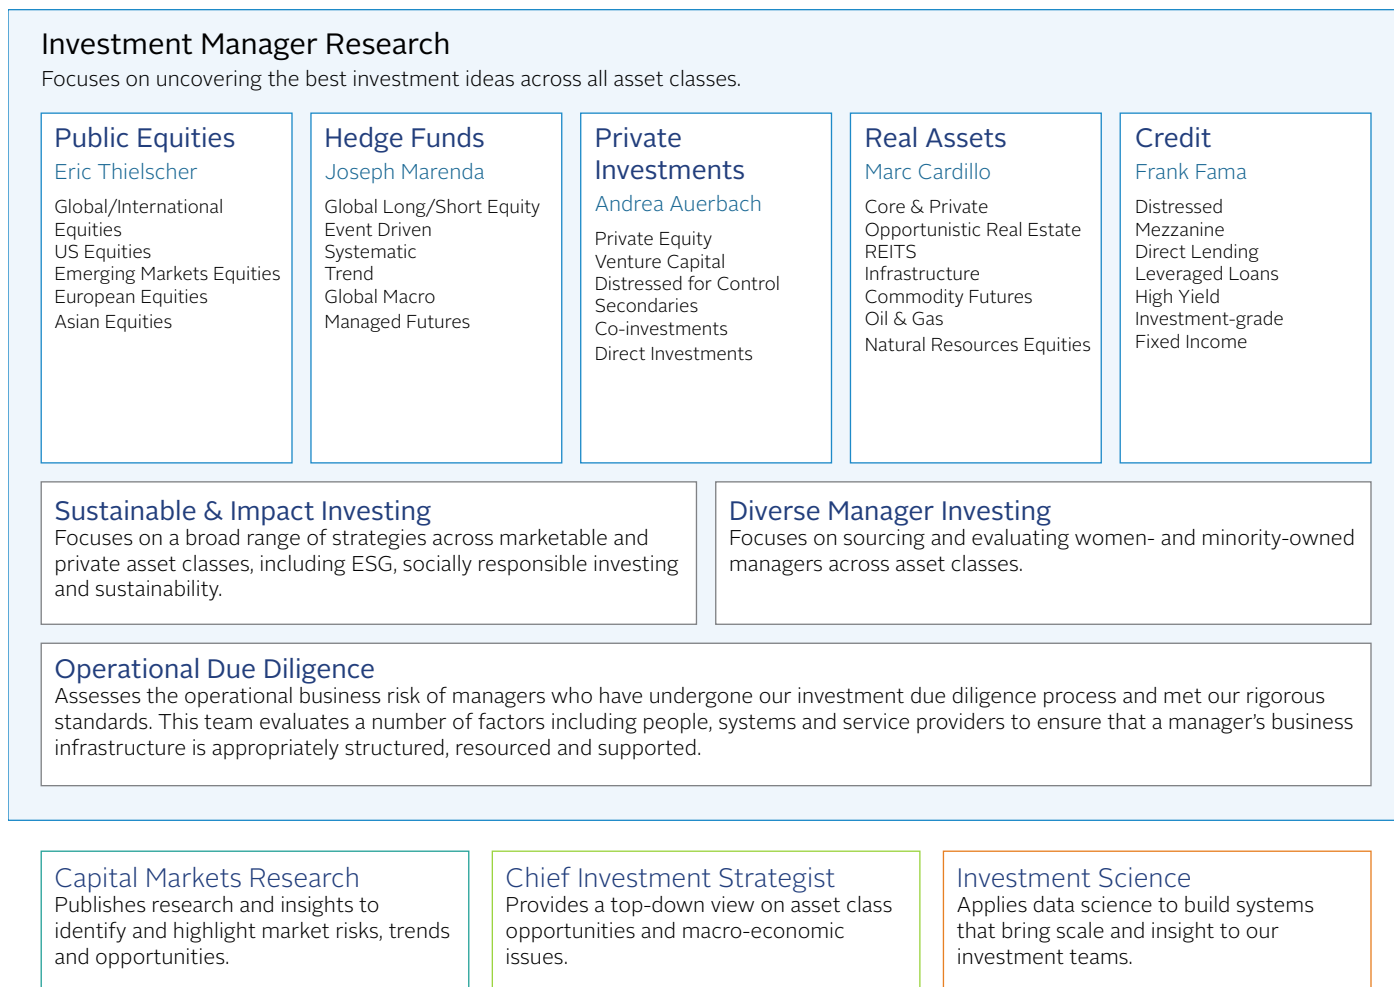 Investment Manager Research
Focuses on uncovering the best investment ideas across all asset classes.
Public Equities
Eric Thielscher
Global/International
Equities
US Equities
Emerging Markets Equities
European Equities
Asian Equities
Hedge Funds
Joseph Marenda
Global Long/Short Equity
Event Driven
Systematic
Trend
Global Macro
Managed Futures
Private
Investments
Andrea Auerbach
Private Equity
Venture Capital
Distressed for Control
Secondaries
Co-investments
Direct Investments
Real Assets
Marc Cardillo
Core & Private
Opportunistic Real Estate
REITS
Infrastructure
Commodity Futures
Oil & Gas
Natural Resources Equities
Credit
Frank Fama
Distressed
Mezzanine
Direct Lending
Leveraged Loans
High Yield
Investment-grade
Fixed Income
Sustainable & Impact Investing
Focuses on a broad range of strategies across marketable and
private asset classes, including ESG, socially responsible investing
and sustainability.
Diverse Manager Investing
Focuses on sourcing and evaluating women- and minority-owned
managers across asset classes.
Operational Due Diligence
Assesses the operational business risk of managers who have undergone our investment due diligence process and met our rigorous
standards. This team evaluates a number of factors including people, systems and service providers to ensure that a manager’s business
infrastructure is appropriately structured, resourced and supported.
Capital Markets Research
Publishes research and insights to
identify and highlight market risks, trends
and opportunities.
Chief Investment Strategist
Provides a top-down view on asset class
opportunities and macro-economic
issues.
Investment Science
Applies data science to build systems
that bring scale and insight to our
investment teams.